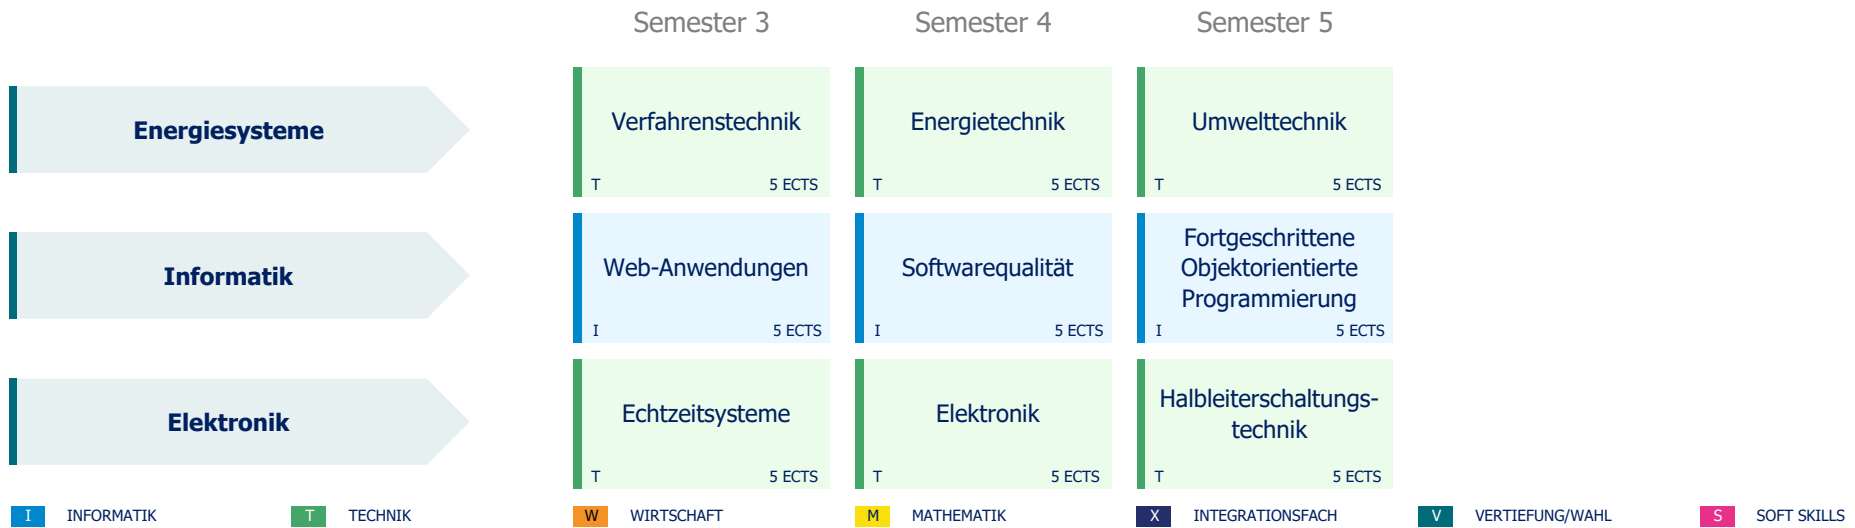 Semester 3
Semester 4
Semester 5
Energiesysteme
Verfahrenstechnik
T 5 ECTS
Energietechnik
T 5 ECTS
Umwelttechnik
T 5 ECTS
Informatik
Web-Anwendungen
I 5 ECTS
Softwarequalität
I 5 ECTS
Fortgeschrittene
Objektorientierte
Programmierung
I 5 ECTS
Elektronik
Echtzeitsysteme
T 5 ECTS
Elektronik
T 5 ECTS
Halbleiterschaltungs-
technik
T 5 ECTS
I INFORMATIK
T TECHNIK
W WIRTSCHAFT
M MATHEMATIK
X INTEGRATIONSFACH
V VERTIEFUNG/WAHL
S SOFT SKILLS